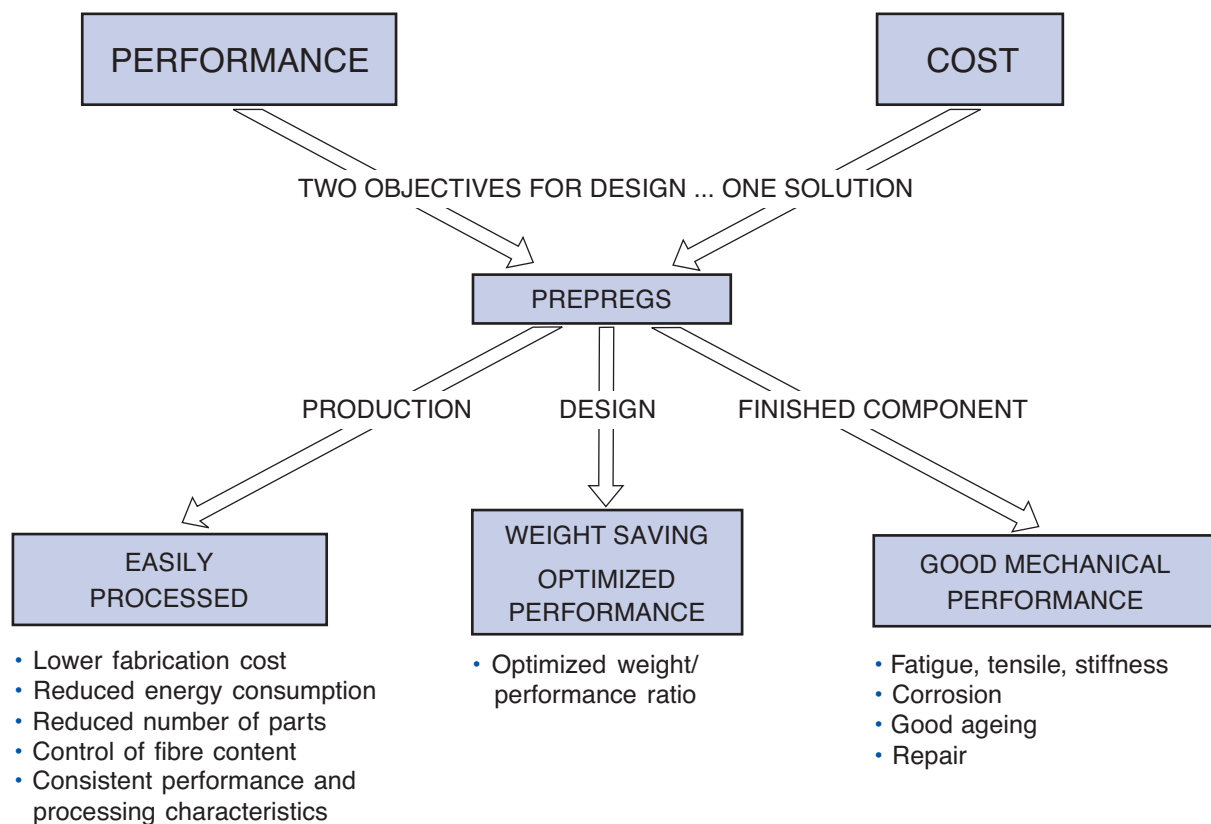 PERFORMANCE
COST
TWO OBJECTIVES FOR DESIGN ... ONE SOLUTION
PREPREGS
PRODUCTION
DESIGN
FINISHED COMPONENT
EASILY
PROCESSED
• Lower fabrication cost
• Reduced energy consumption
• Reduced number of parts
• Control of fibre content
• Consistent performance and
processing characteristics
WEIGHT SAVING
OPTIMIZED
PERFORMANCE
• Optimized weight/
performance ratio
GOOD MECHANICAL
PERFORMANCE
• Fatigue, tensile, stiffness
• Corrosion
• Good ageing
• Repair